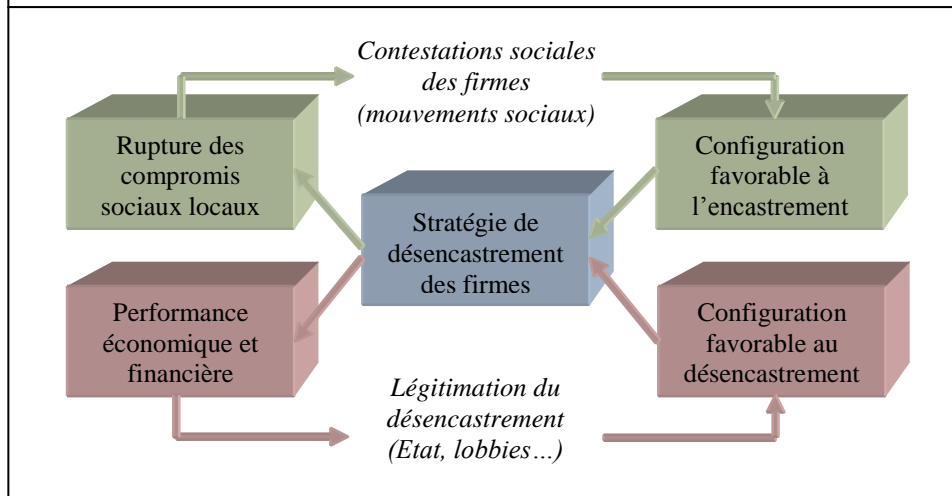 Contestations sociales
des firmes
(mouvements sociaux)
Rupture des
compromis
sociaux locaux
Configuration
favorable à
l'encastrement
Stratégie de
désencastrement
des firmes
Performance
économique et
financière
Configuration
favorable au
désencastrement
Légitimation du
désencastrement
(Etat, lobbies…)